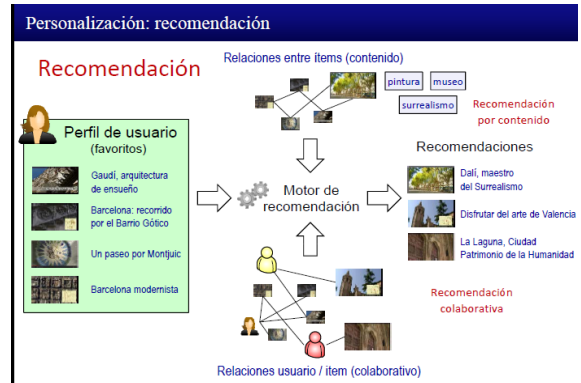 Personalización: recomendación
Recomendación
Relaciones entre ítems (contenido)
pintura
museo
surrealismo
Recomendación
por contenido
Perfil de usuario
(favoritos)
Gaudí, arquitectura
de ensueño
Barcelona: recorrido
por el Barrio Gótico
Un paseo por Montjuic
Barcelona modernista
Motor de
recomendación
Recomendaciones
Dalí, maestro
del Surrealismo
Disfrutar del arte de Valencia
La Laguna, Ciudad
Patrimonio de la Humanidad
Recomendación
colaborativa
Relaciones usuario / item (colaborativo)